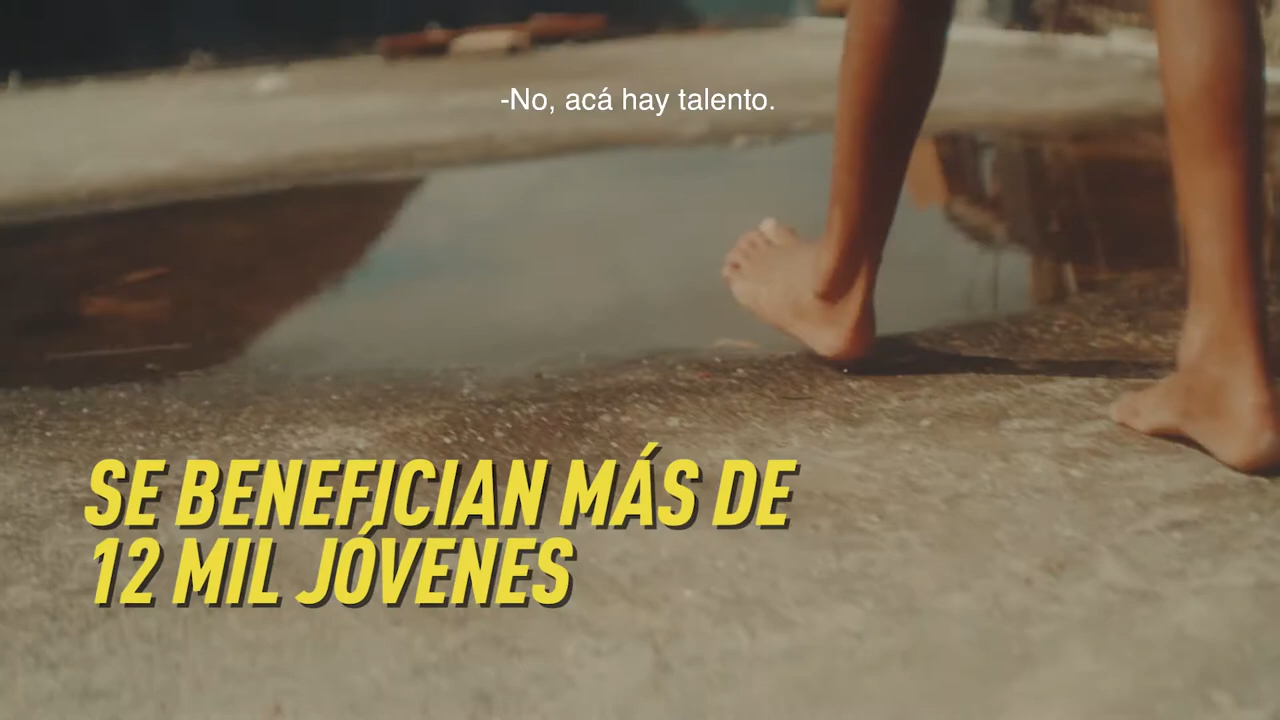 -No, acá hay talento.
SE BENEFICIAN MÁS DE
12 MIL JÓVENES